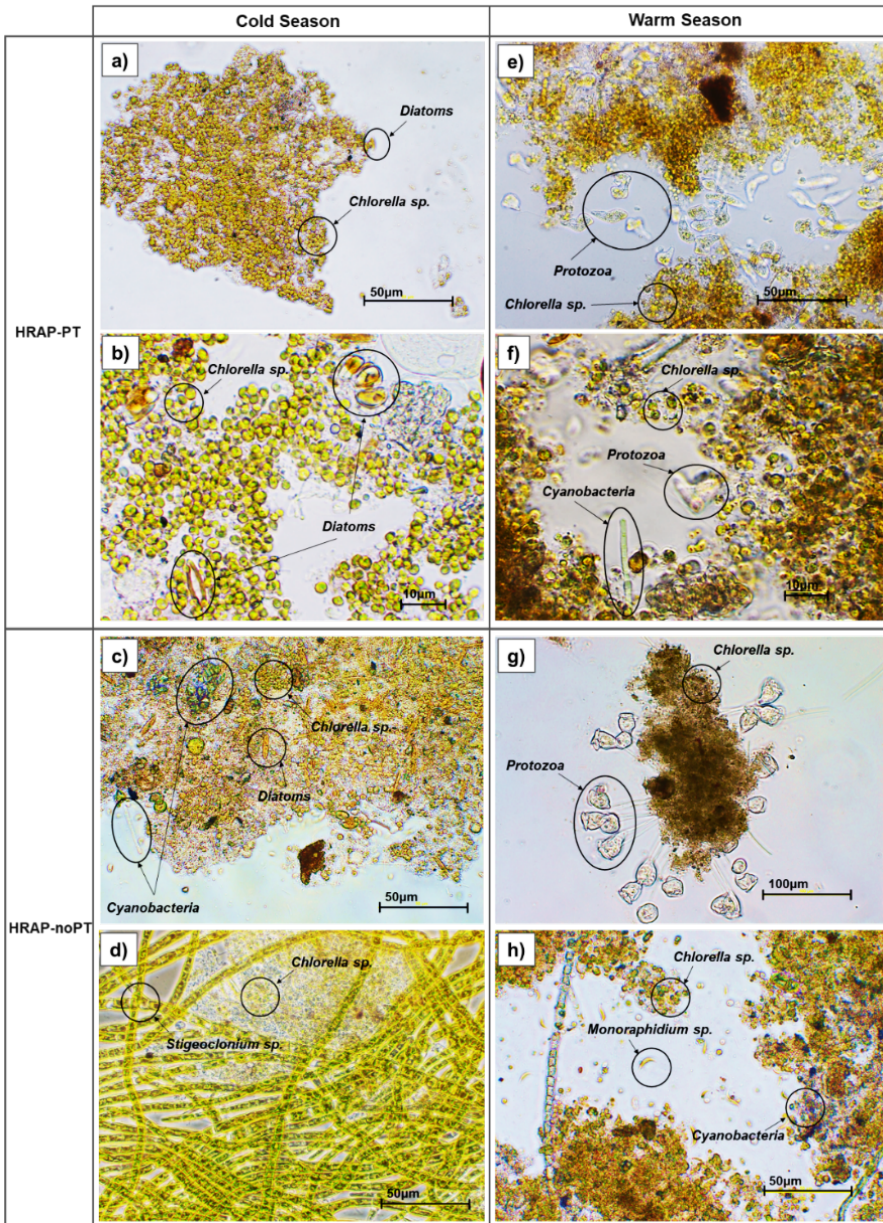 Cold Season
Warm Season
HRAP-PT
a)
Diatoms
Chlorella sp.
50μm
e)
Protozoa
Chlorella sp.
50μm
b)
Chlorella sp.
Diatoms
10μm
f)
Chlorella sp.
Protozoa
Cyanobacteria
10μm
HRAP-noPT
c)
Chlorella sp.
Diatoms
Cyanobacteria
50μm
g)
Chlorella sp.
Protozoa
100μm
d)
Chlorella sp.
Stigeoclonium sp.
50μm
h)
Chlorella sp.
Monoraphidium sp.
Cyanobacteria
50μm